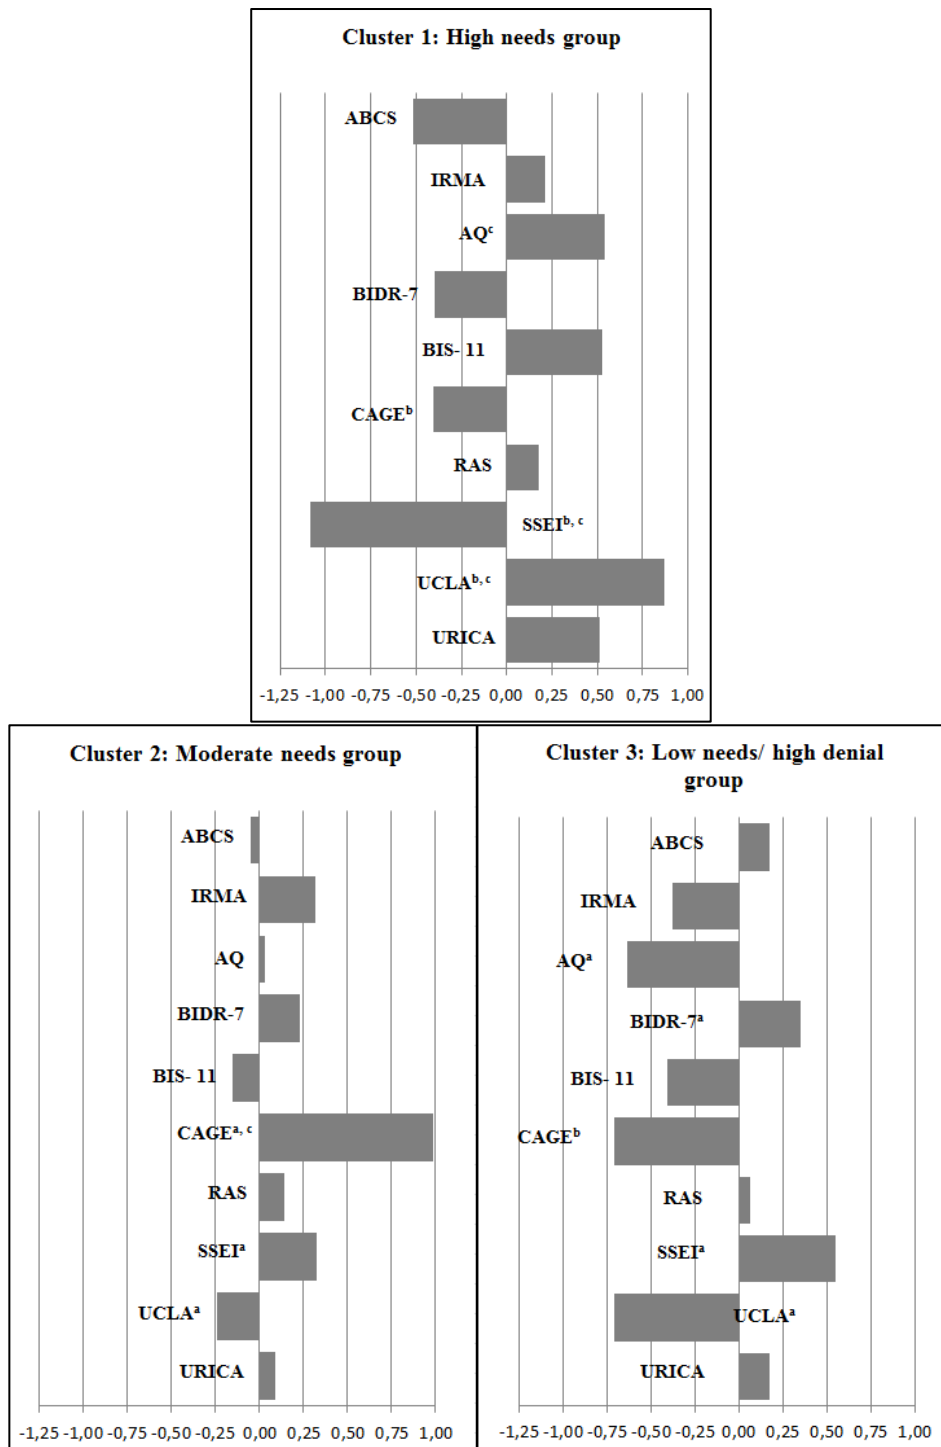 Cluster 1: High needs group
ABCS
IRMA
AQᶜ
BIDR-7
BIS- 11
CAGEᵇ
RAS
SSEIᵇ, ᶜ
UCLAᵇ, ᶜ
URICA
-1,25 -1,00 -0,75 -0,50 -0,25 0,00 0,25 0,50 0,75 1,00
Cluster 2: Moderate needs group
ABCS
IRMA
AQ
BIDR-7
BIS- 11
CAGEᵃ, ᶜ
RAS
SSEIᵃ
UCLAᵃ
URICA
-1,25 -1,00 -0,75 -0,50 -0,25 0,00 0,25 0,50 0,75 1,00
Cluster 3: Low needs/ high denial
group
ABCS
IRMA
AQᵃ
BIDR-7ᵃ
BIS- 11
CAGEᵇ
RAS
SSEIᵃ
UCLAᵃ
URICA
-1,25 -1,00 -0,75 -0,50 -0,25 0,00 0,25 0,50 0,75 1,00